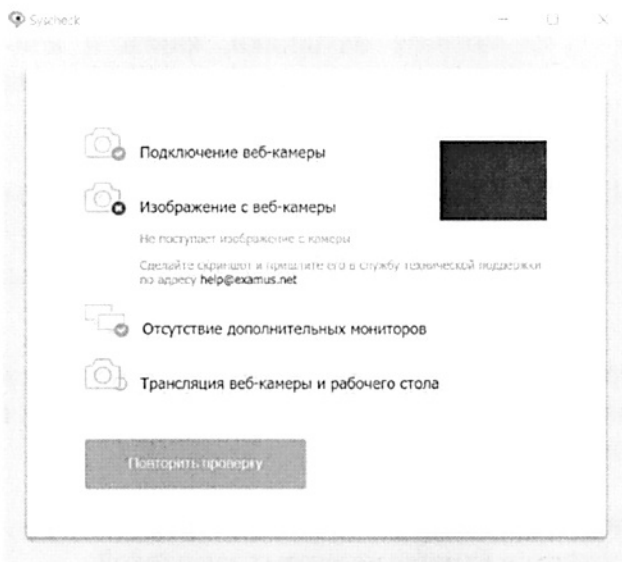 Syscheck
Подключение веб-камеры
Изображение с веб-камеры
Не поступает изображение с камеры
Сделайте скриншот и пришлите его в службу технической поддержки
по адресу help@examus.net
Отсутствие дополнительных мониторов
Трансляция веб-камеры и рабочего стола
Повторить проверку